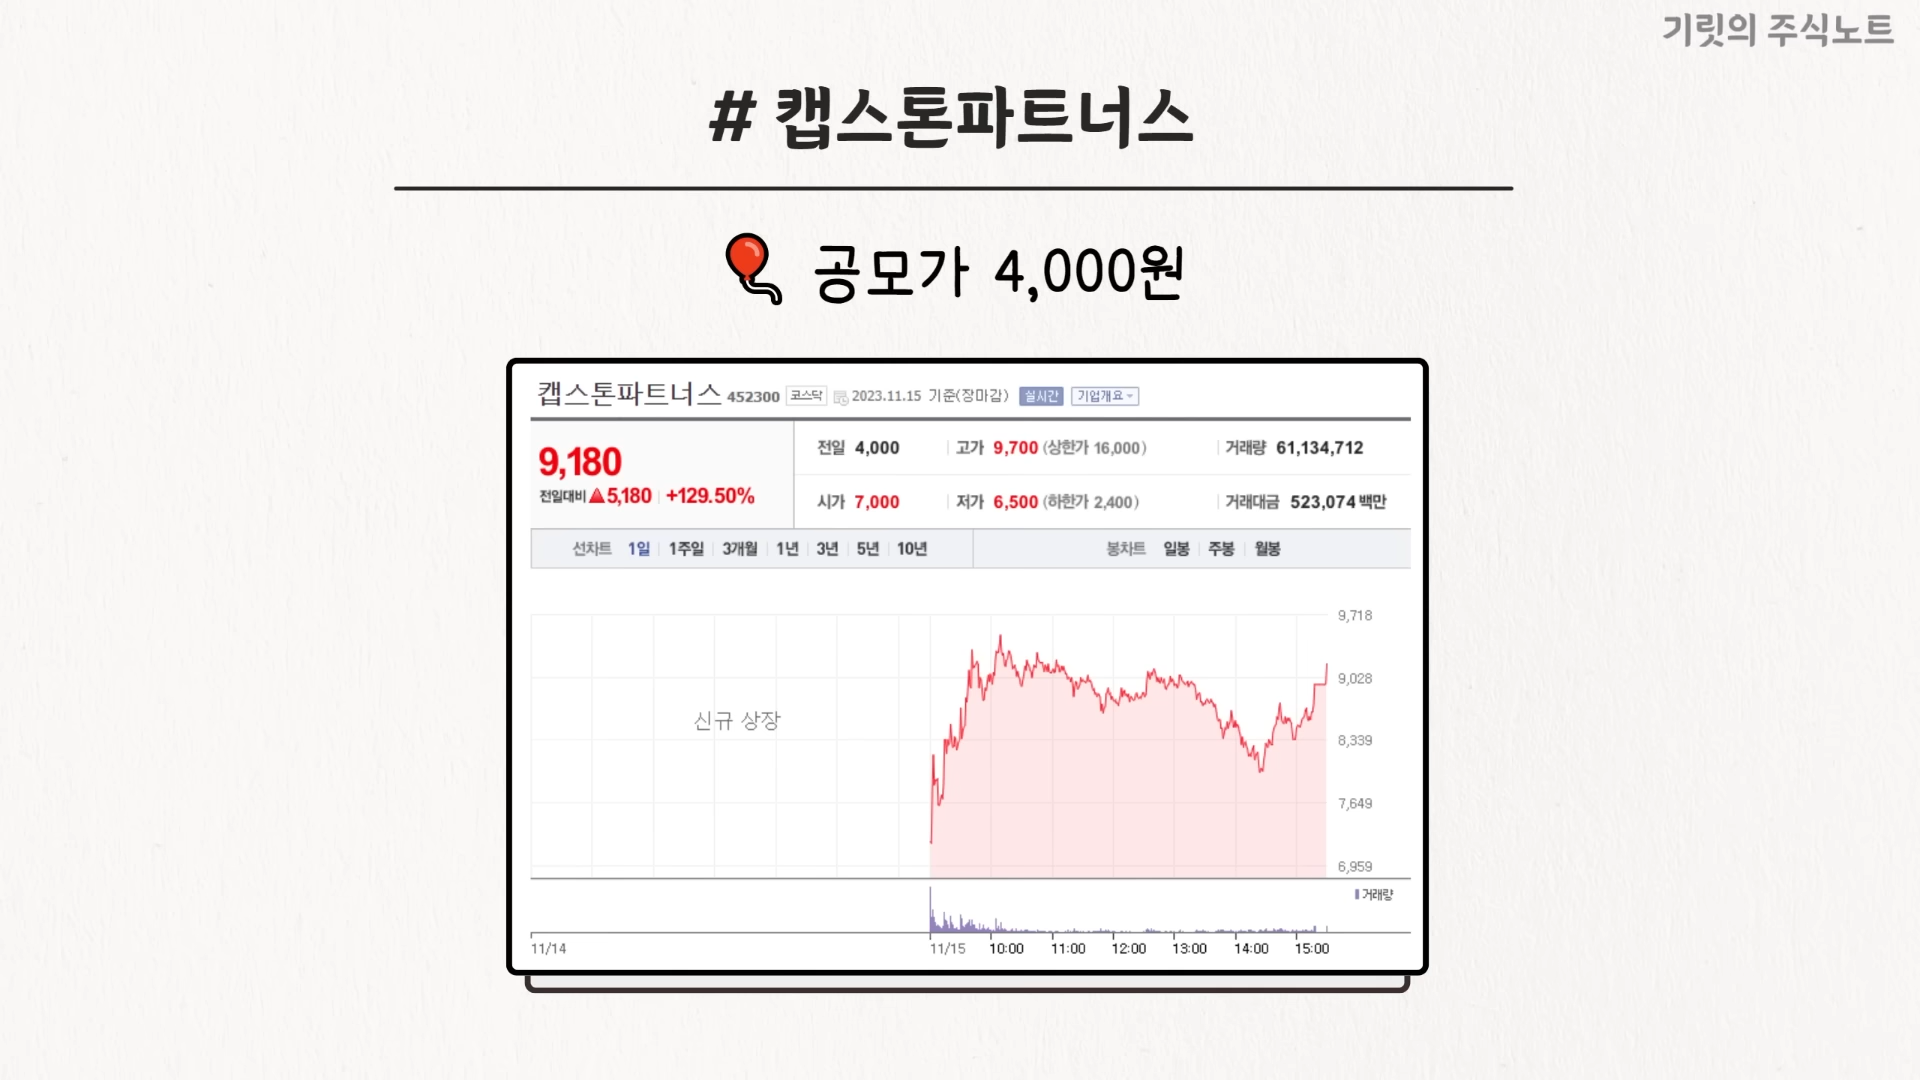 기릿의 주식노트
# 캡스톤파트너스
공모가 4,000원
캡스톤파트너스 452300 코스닥 2023.11.15 기준(장마감) 실시간 기업개요
9,180
전일대비 ▲5,180 +129.50%
전일 4,000 고가 9,700 (상한가 16,000) 거래량 61,134,712
시가 7,000 저가 6,500 (하한가 2,400) 거래대금 523,074 백만
선차트 1일 1주일 3개월 1년 3년 5년 10년 봉차트 일봉 주봉 월봉
9,718
9,028
신규 상장
8,339
7,649
6,959
거래량
11/14 11/15 10:00 11:00 12:00 13:00 14:00 15:00